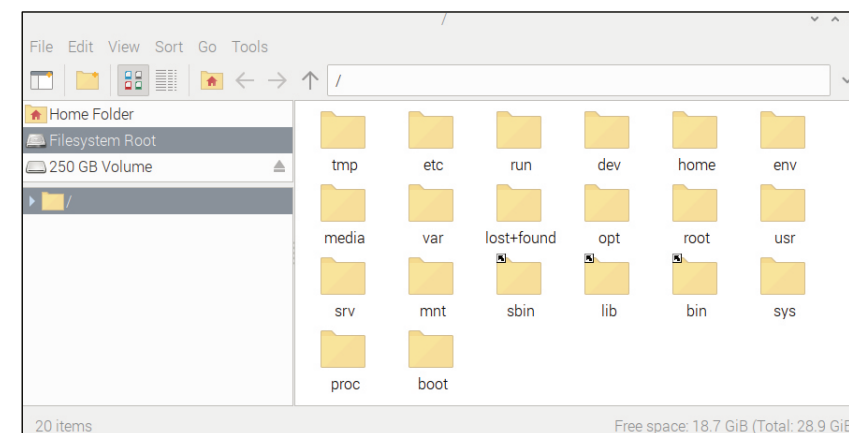 /
File Edit View Sort Go Tools
/
Home Folder
Filesystem Root
250 GB Volume
/
tmp etc run dev home env
media var lost+found opt root usr
srv mnt sbin lib bin sys
proc boot
20 items Free space: 18.7 GiB (Total: 28.9 GiB